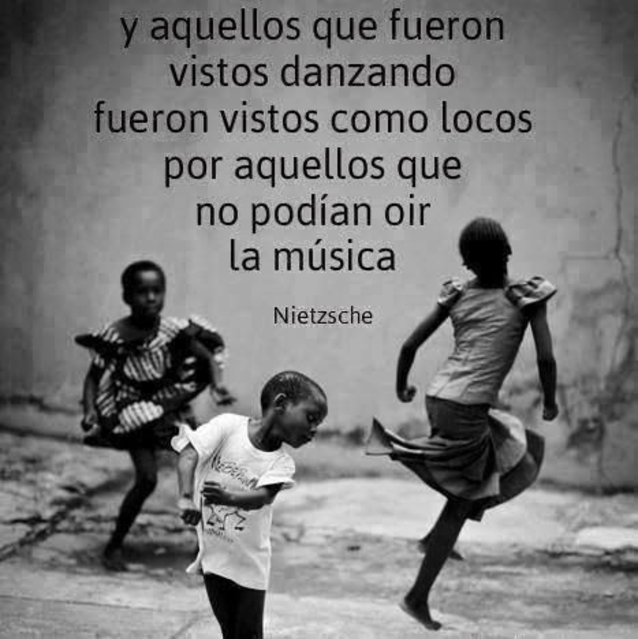 y aquellos que fueron
vistos danzando
fueron vistos como locos
por aquellos que
no podían oir
la música
Nietzsche